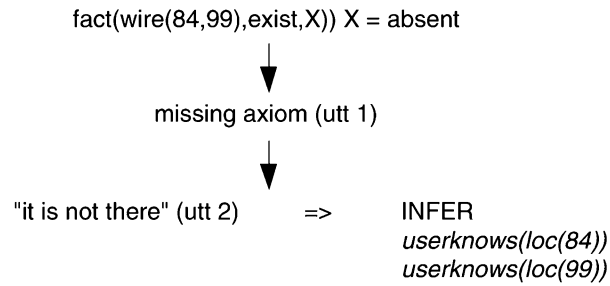 fact(wire(84,99),exist,X)) X = absent
missing axiom (utt 1)
"it is not there" (utt 2) => INFER
userknows(loc(84))
userknows(loc(99))